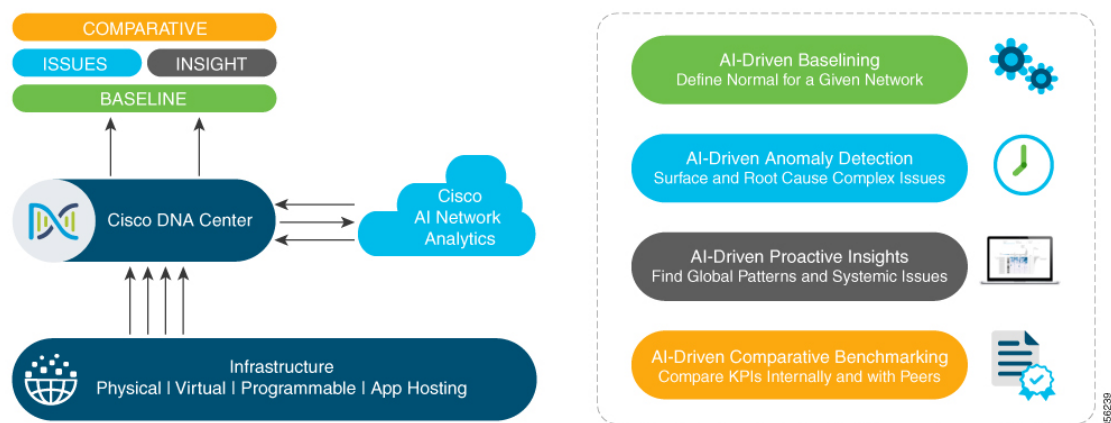 COMPARATIVE
ISSUES
INSIGHT
BASELINE
Cisco DNA Center
Cisco
AI Network
Analytics
Infrastructure
Physical | Virtual | Programmable | App Hosting
AI-Driven Baselining
Define Normal for a Given Network
AI-Driven Anomaly Detection
Surface and Root Cause Complex Issues
AI-Driven Proactive Insights
Find Global Patterns and Systemic Issues
AI-Driven Comparative Benchmarking
Compare KPIs Internally and with Peers